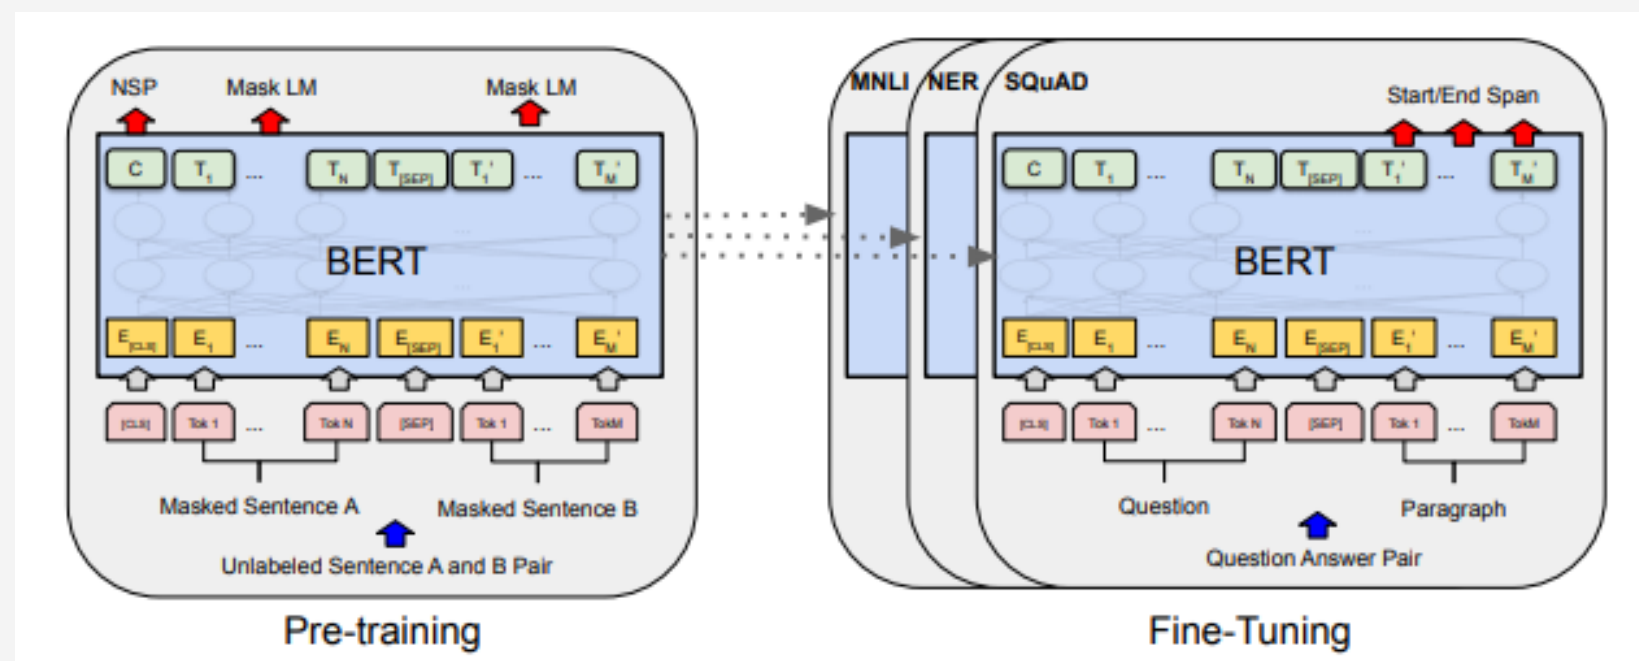 NSP Mask LM Mask LM
C T1 ... TN T[SEP] T1' ... TM'
...
BERT
...
E[CLS] E1 ... EN E[SEP] E1' ... EM'
[CLS] Tok 1 ... Tok N [SEP] Tok 1 ... TokM
Masked Sentence A Masked Sentence B
Unlabeled Sentence A and B Pair
Pre-training
MNLI NER SQuAD
Start/End Span
C T1 ... TN T[SEP] T1' ... TM'
...
BERT
...
E[CLS] E1 ... EN E[SEP] E1' ... EM'
[CLS] Tok 1 ... Tok N [SEP] Tok 1 ... TokM
Question Paragraph
Question Answer Pair
Fine-Tuning